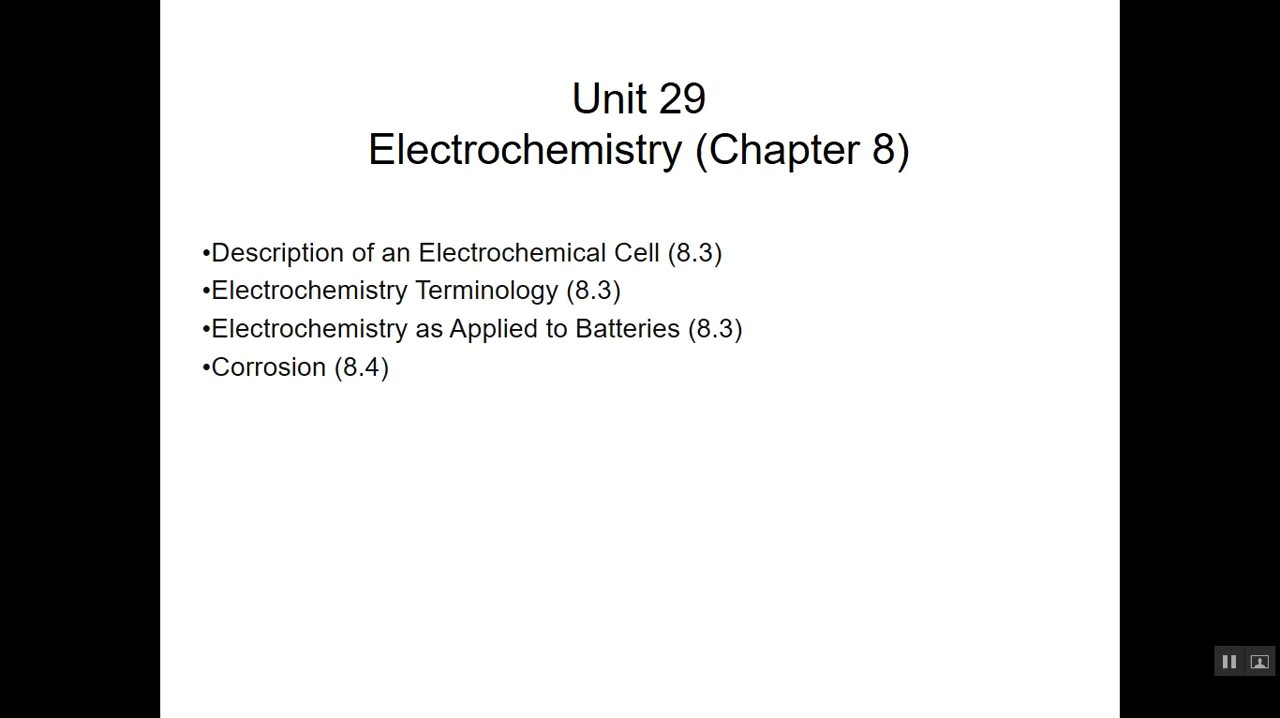 Unit 29
Electrochemistry (Chapter 8)
•Description of an Electrochemical Cell (8.3)
•Electrochemistry Terminology (8.3)
•Electrochemistry as Applied to Batteries (8.3)
•Corrosion (8.4)